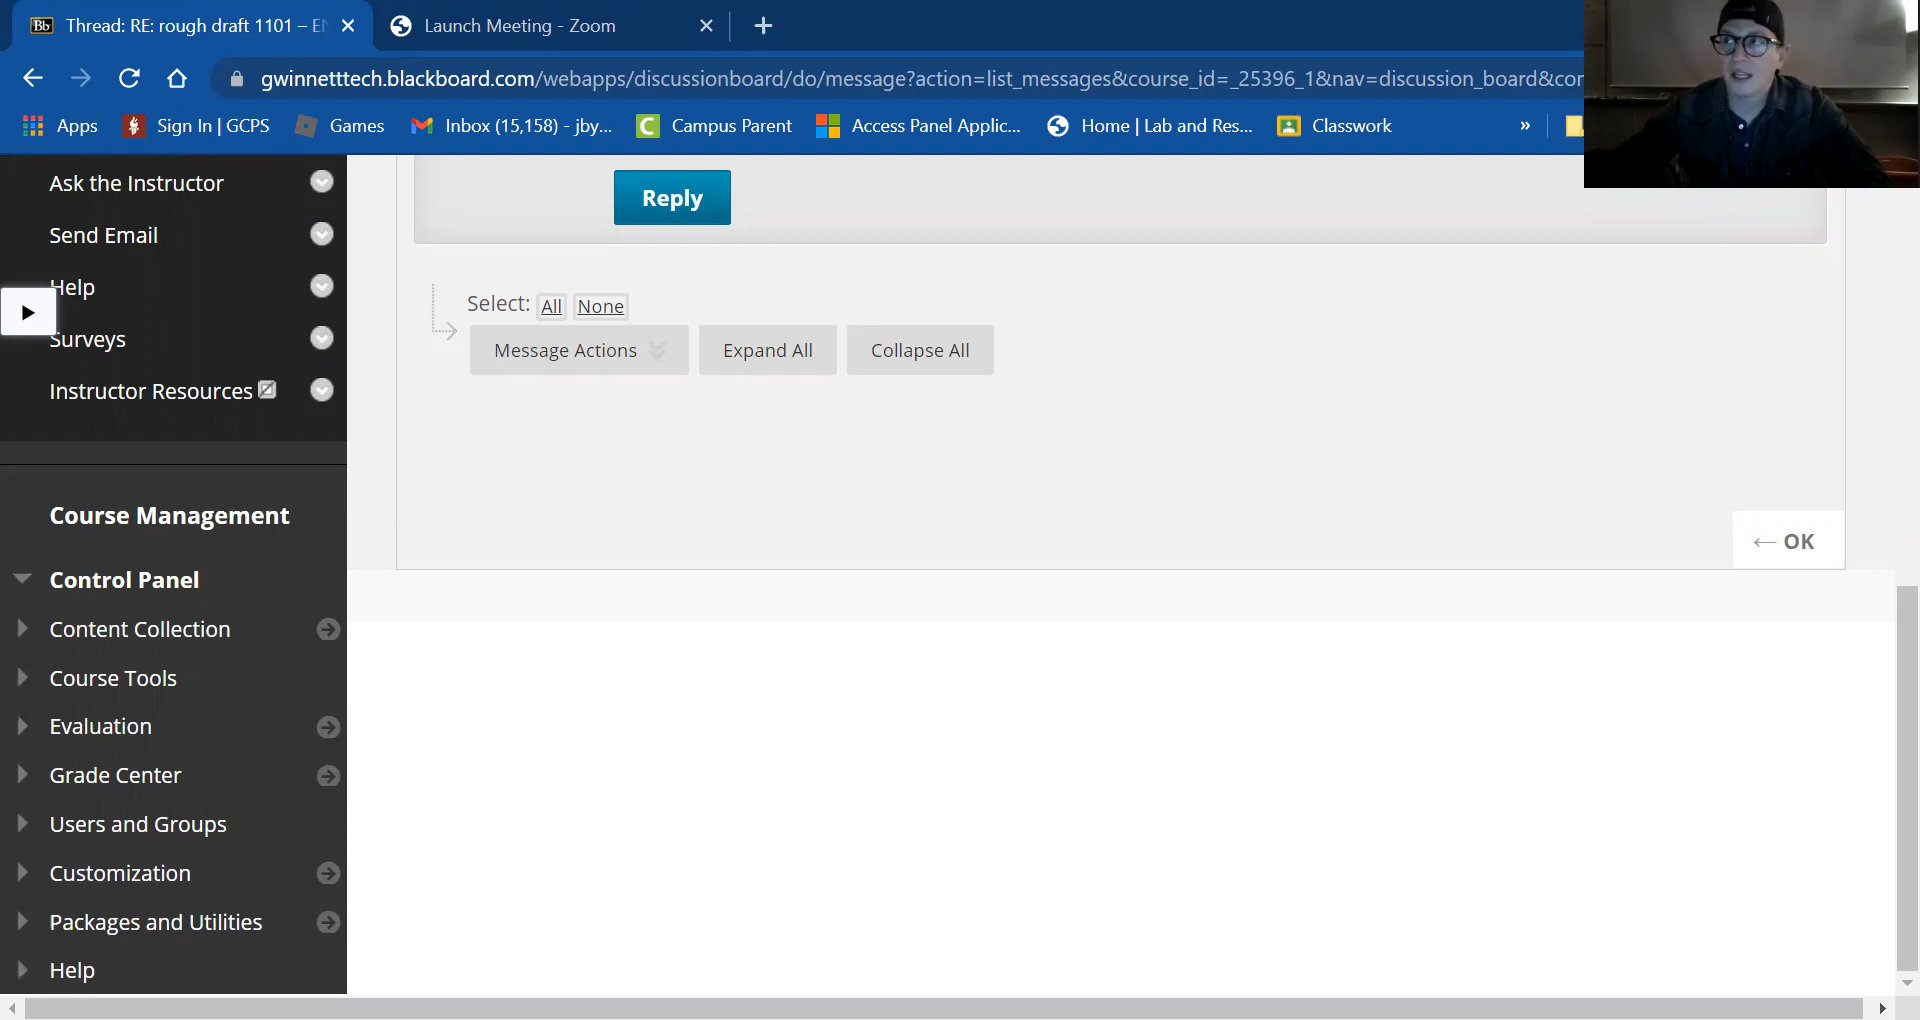 Bb Thread: RE: rough draft 1101 – EN
Launch Meeting - Zoom
gwinnetttech.blackboard.com/webapps/discussionboard/do/message?action=list_messages&course_id=_25396_1&nav=discussion_board&con
Apps
Sign In | GCPS
Games
Inbox (15,158) - jby...
Campus Parent
Access Panel Applic...
Home | Lab and Res...
Classwork
»
Ask the Instructor
Send Email
Help
Surveys
Instructor Resources
Course Management
Control Panel
Content Collection
Course Tools
Evaluation
Grade Center
Users and Groups
Customization
Packages and Utilities
Help
Reply
Select: All None
Message Actions
Expand All
Collapse All
← OK